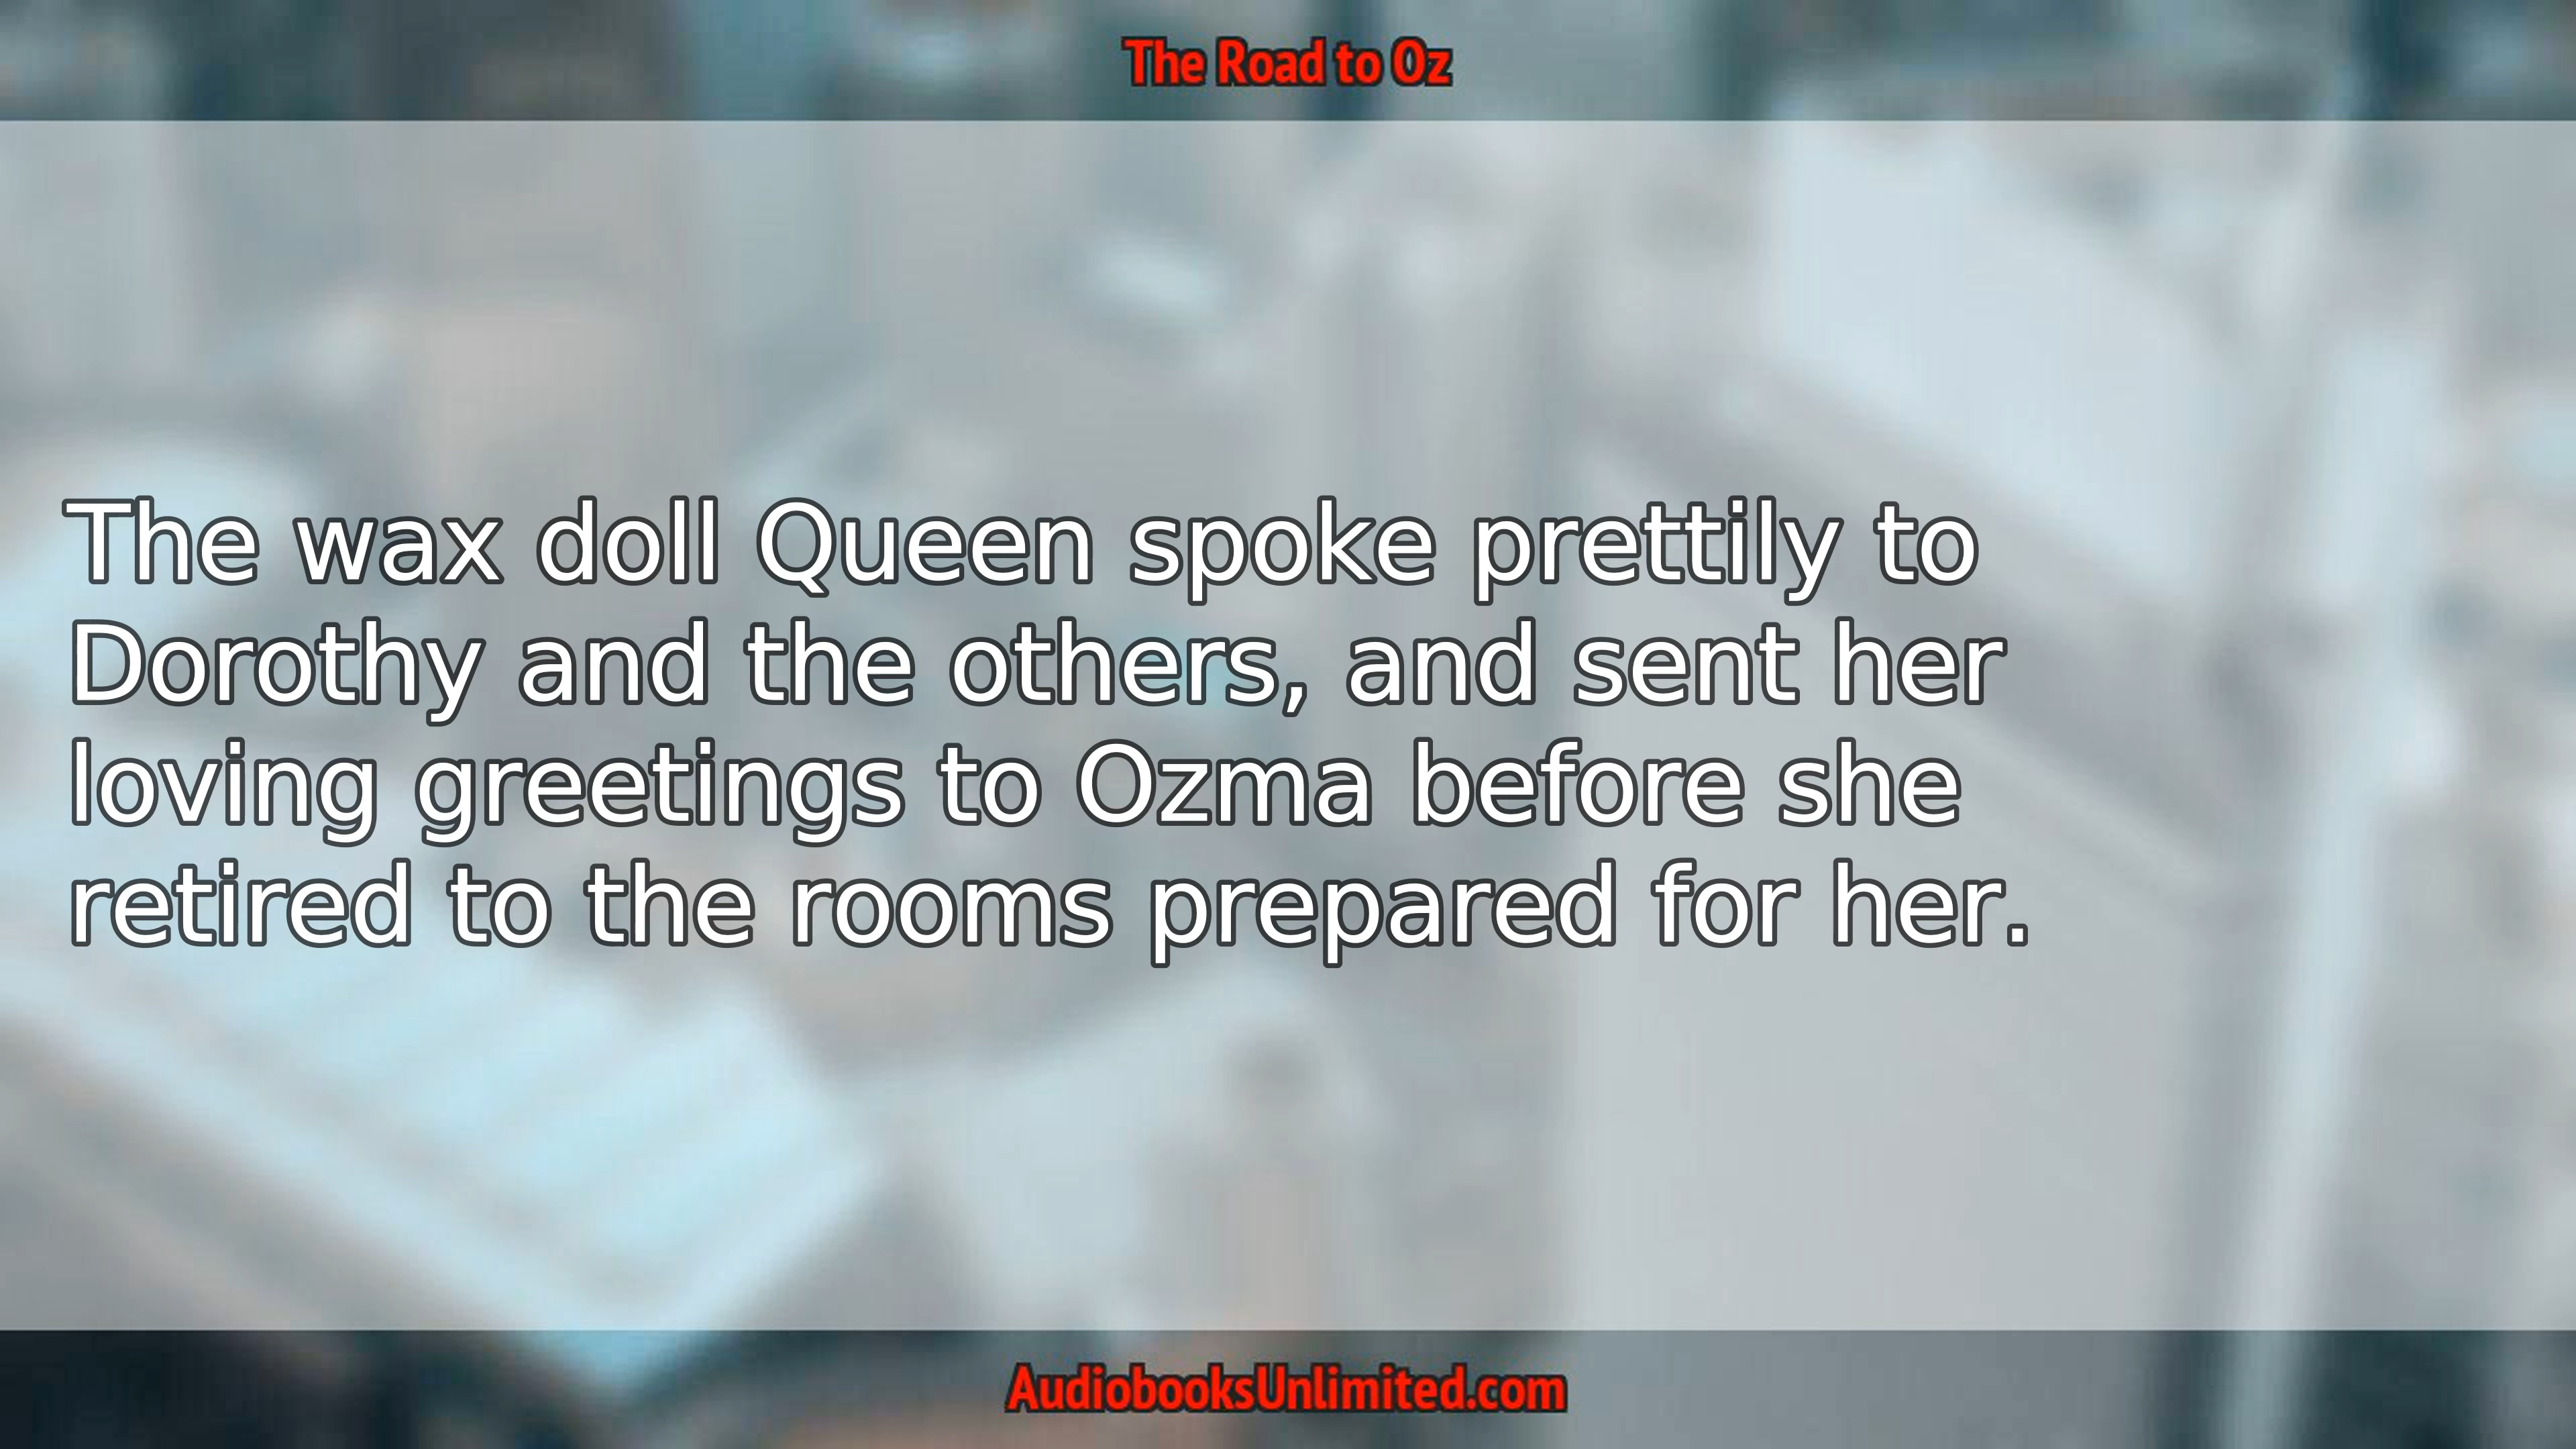 The Road to Oz
The wax doll Queen spoke prettily to
Dorothy and the others, and sent her
loving greetings to Ozma before she
retired to the rooms prepared for her.
AudiobooksUnlimited.com